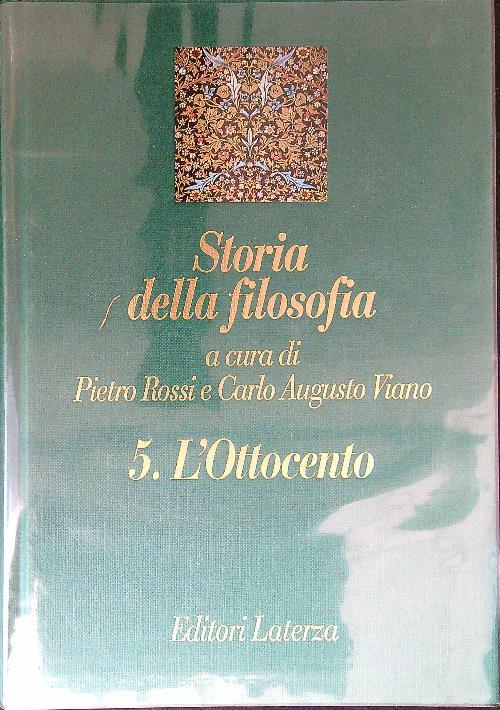 Storia
della filosofia
a cura di
Pietro Rossi e Carlo Augusto Viano
5. L'Ottocento
Editori Laterza